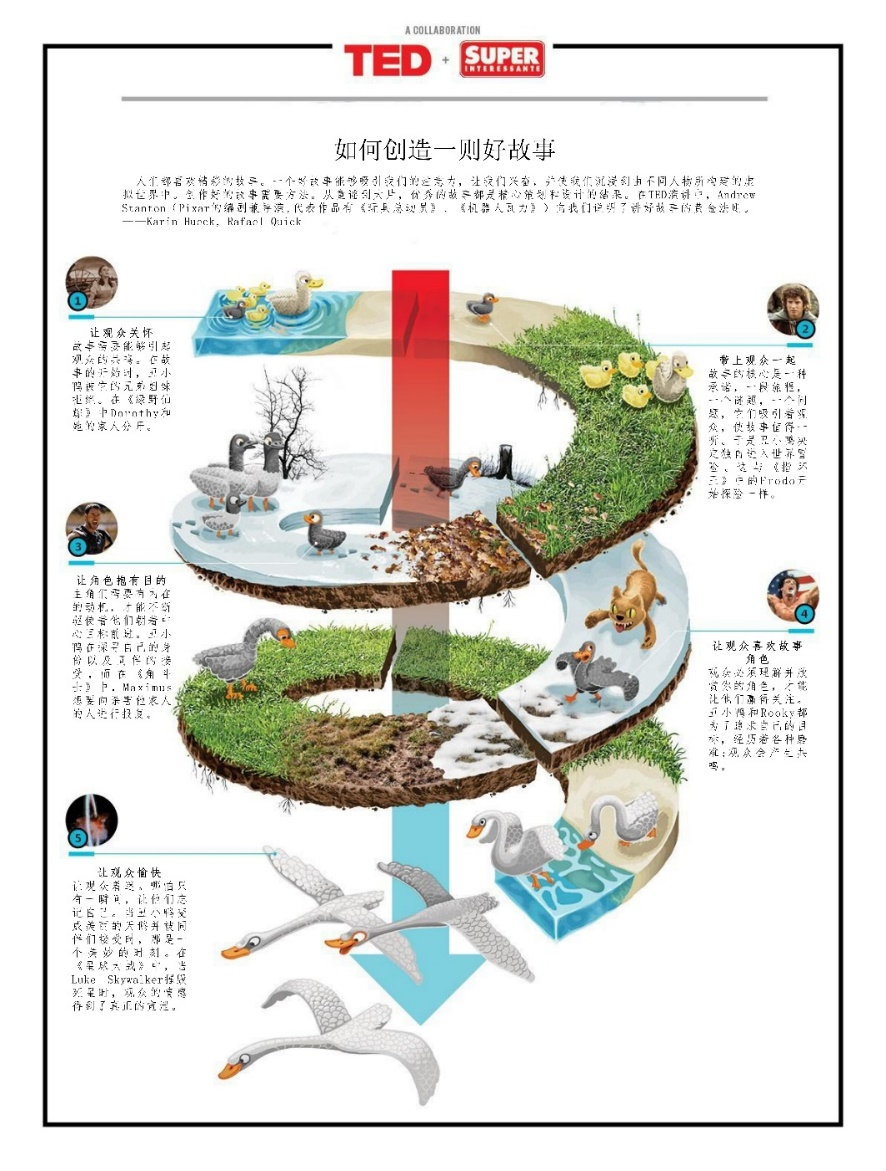 A COLLABORATION
TED + SUPER
INTERESSANTE
如何创造一则好故事
人们都喜欢精彩的故事。一个好故事能够吸引我们的注意力，让我们兴奋，并使我们沉浸到由不同人物所构建的虚
拟世界中。创作好的故事需要方法。从童话到大片，优秀的故事都是精心策划和设计的结果。在TED演讲中，Andrew
Stanton（Pixar的编剧兼导演，代表作品有《玩具总动员》、《机器人瓦力》）为我们说明了讲好故事的黄金法则。
——Karin Hueck, Rafael Quick
1
让观众关怀
故事需要能够引起
观众的共鸣。在故
事的开始时，丑小
鸭被它的兄弟姐妹
拒绝。在《绿野仙
踪》中Dorothy和
她的家人分开。
2
带上观众一起
故事的核心是一种
承诺，一段旅程，
一个谜题，一个问
题，它们吸引着观
众，使故事值得一
听。于是丑小鸭决
定独自进入世界冒
险，这与《指环
王》中的Frodo开
始探险一样。
3
让角色抱有目的
主角们需要有内在
的动机，才能不断
驱使着他们朝着中
心目标前进。丑小
鸭在探寻自己的身
份以及同伴的接
受，而在《角斗
士》中，Maximus
想要向杀害他家人
的人进行报复。
4
让观众喜欢故事
角色
观众必须理解并欣
赏你的角色，才能
让他们赢得关注。
丑小鸭和Rooky都
为了追求自己的目
标，经历着各种磨
难；观众会产生共
鸣。
5
让观众愉快
让观众着迷。哪怕只
有一瞬间，让他们忘
记自己。当丑小鸭变
成美丽的天鹅并被同
伴们接受时，那是一
个美妙的时刻。在
《星球大战》中，当
Luke Skywalker摧毁
死星时，观众的情感
得到了真正的宣泄。